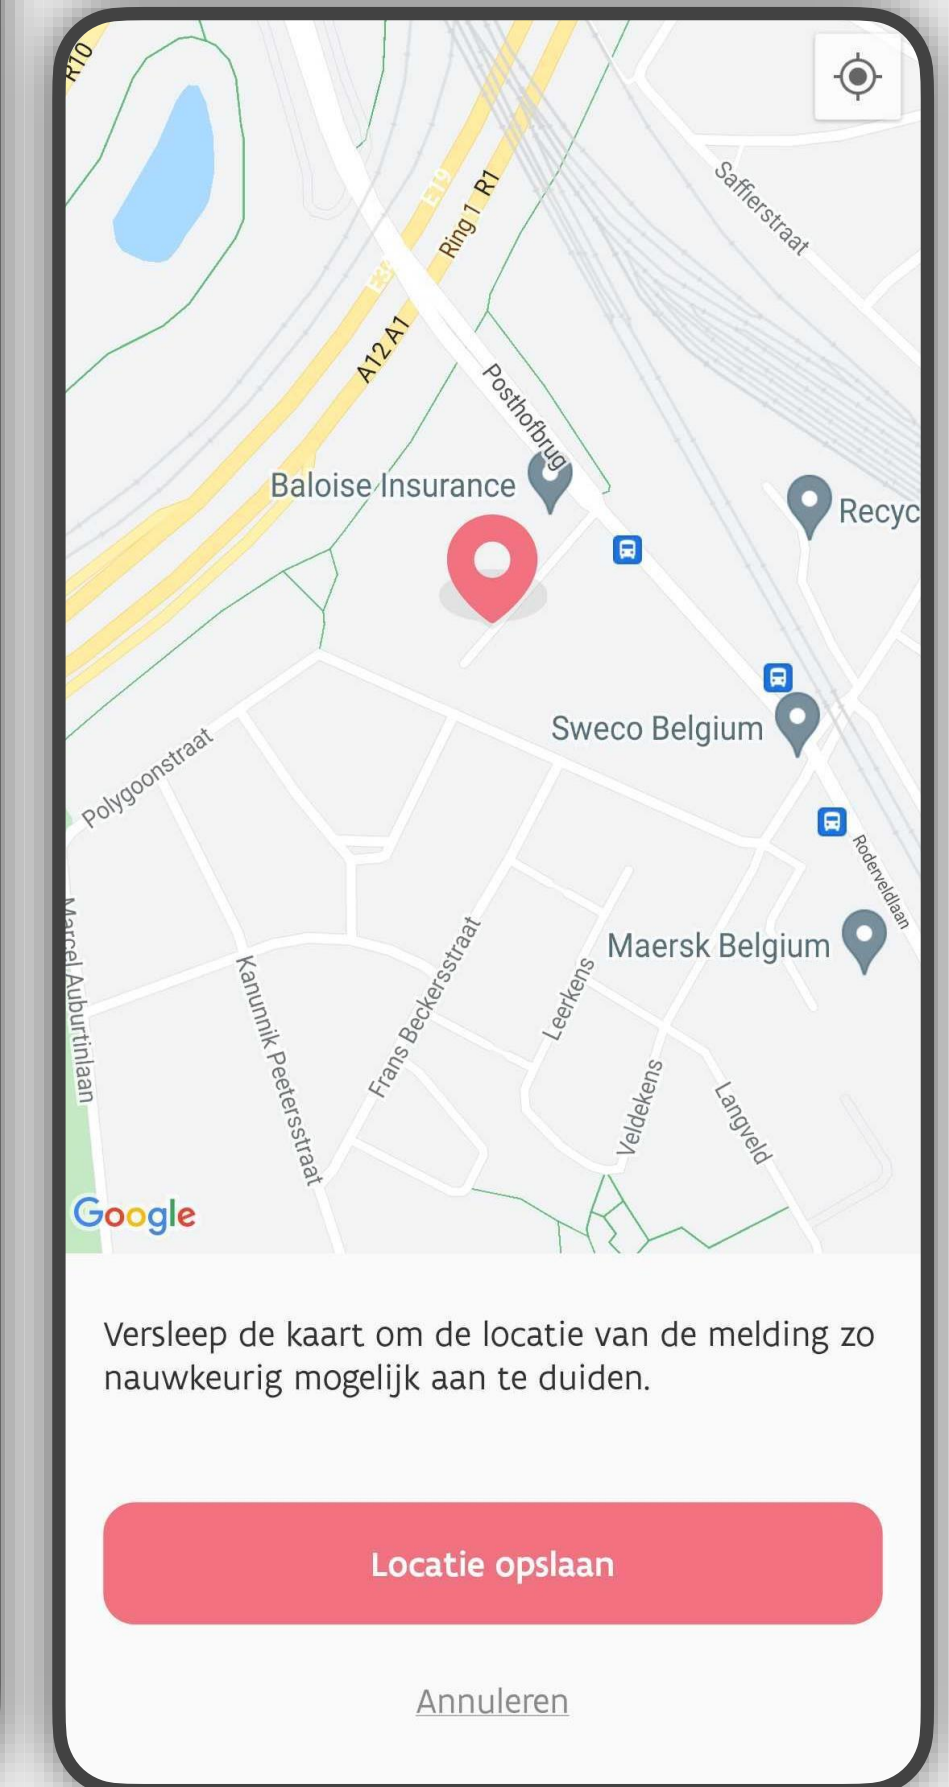 R10
E19
Ring 1 R1
A12 A1
Saffierstraat
Posthofbrug
Baloise Insurance
Recyc
Sweco Belgium
Polygoonstraat
Roderveldlaan
Marcel Auburtinlaan
Maersk Belgium
Kanunnik Peetersstraat
Frans Beckersstraat
Leerkens
Veldekens
Langveld
Google
Versleep de kaart om de locatie van de melding zo
nauwkeurig mogelijk aan te duiden.
Locatie opslaan
Annuleren